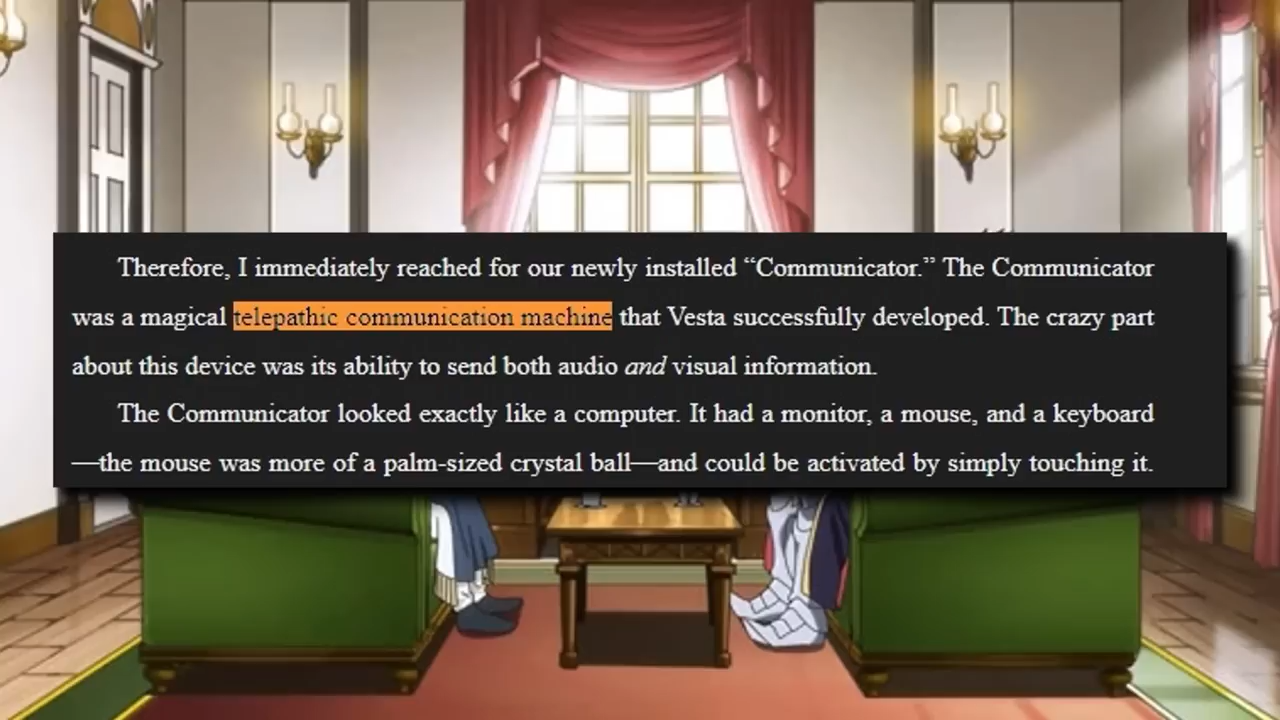 Therefore, I immediately reached for our newly installed “Communicator.” The Communicator
was a magical telepathic communication machine that Vesta successfully developed. The crazy part
about this device was its ability to send both audio and visual information.
The Communicator looked exactly like a computer. It had a monitor, a mouse, and a keyboard
—the mouse was more of a palm-sized crystal ball—and could be activated by simply touching it.